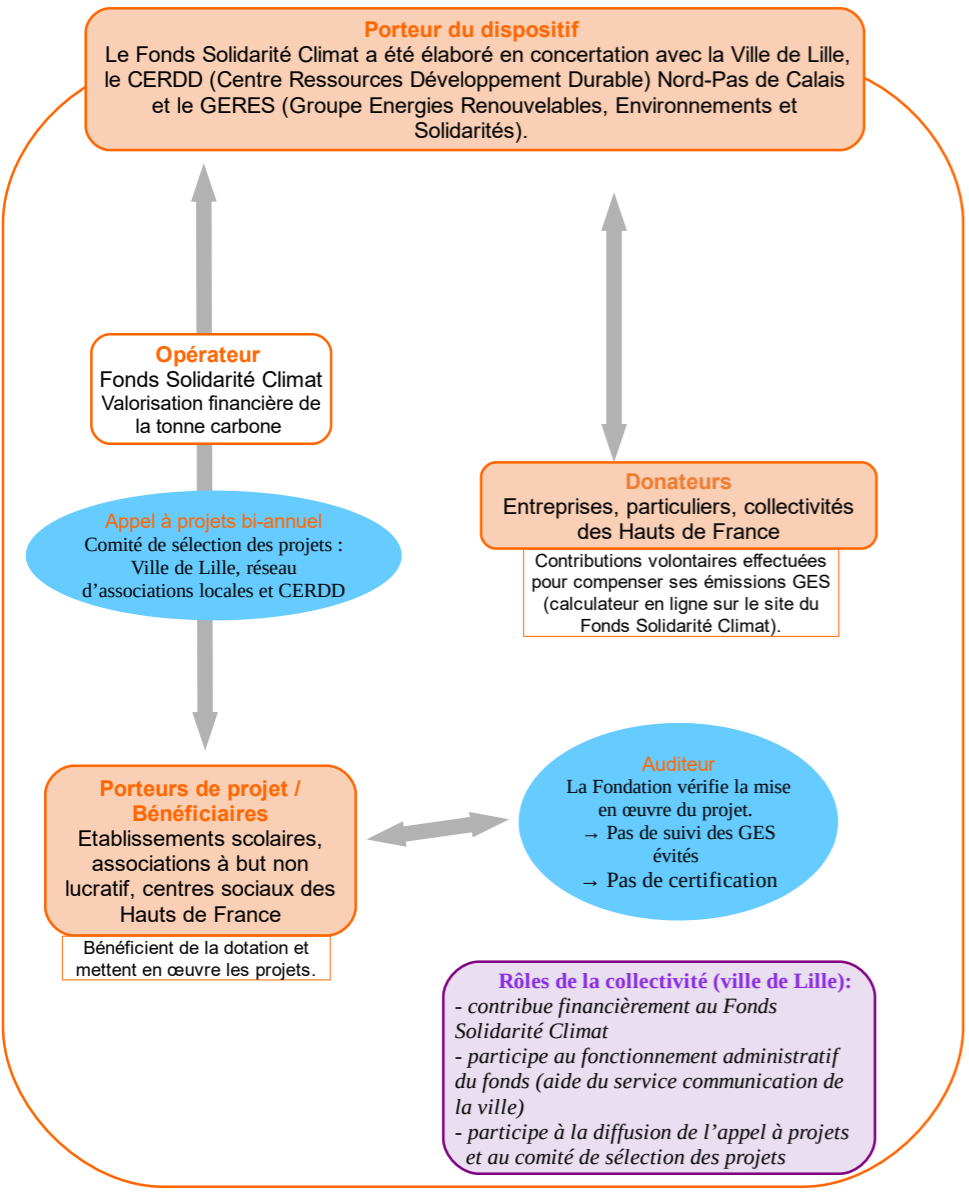 Porteur du dispositif
Le Fonds Solidarité Climat a été élaboré en concertation avec la Ville de Lille,
le CERDD (Centre Ressources Développement Durable) Nord-Pas de Calais
et le GERES (Groupe Energies Renouvelables, Environnements et
Solidarités).
Opérateur
Fonds Solidarité Climat
Valorisation financière de
la tonne carbone
Appel à projets bi-annuel
Comité de sélection des projets :
Ville de Lille, réseau
d’associations locales et CERDD
Donateurs
Entreprises, particuliers, collectivités
des Hauts de France
Contributions volontaires effectuées
pour compenser ses émissions GES
(calculateur en ligne sur le site du
Fonds Solidarité Climat).
Porteurs de projet /
Bénéficiaires
Etablissements scolaires,
associations à but non
lucratif, centres sociaux des
Hauts de France
Bénéficient de la dotation et
mettent en œuvre les projets.
Auditeur
La Fondation vérifie la mise
en œuvre du projet.
→ Pas de suivi des GES
évités
→ Pas de certification
Rôles de la collectivité (ville de Lille):
- contribue financièrement au Fonds
Solidarité Climat
- participe au fonctionnement administratif
du fonds (aide du service communication de
la ville)
- participe à la diffusion de l’appel à projets
et au comité de sélection des projets